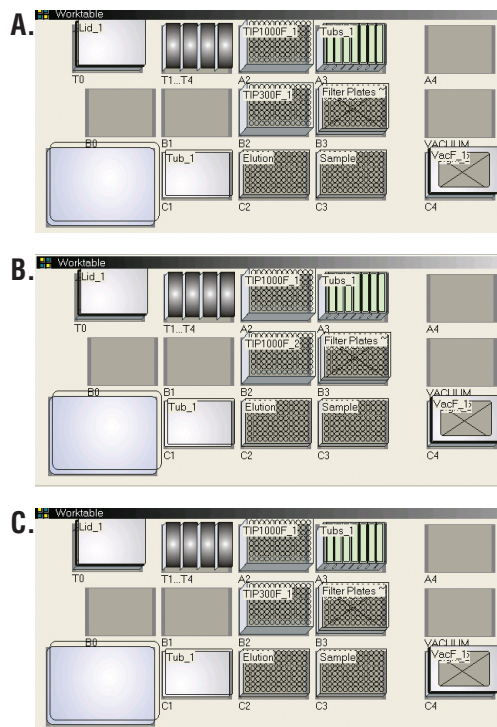 A.
Worktable
Lid_1 TIP1000F_1 Tubs_1
T0 T1...T4 A2 A3 A4
TIP300F_1 Filter Plates ~
B0 B1 B2 B3 VACUUM
Tub_1 Elution Sample VacF_1
C1 C2 C3 C4
B.
Worktable
Lid_1 TIP1000F_1 Tubs_1
T0 T1...T4 A2 A3 A4
TIP1000F_2 Filter Plates ~
B0 B1 B2 B3 VACUUM
Tub_1 Elution Sample VacF_1
C1 C2 C3 C4
C.
Worktable
Lid_1 TIP1000F_1 Tubs_1
T0 T1...T4 A2 A3 A4
TIP300F_1 Filter Plates ~
B0 B1 B2 B3 VACUUM
Tub_1 Elution Sample VacF_1
C1 C2 C3 C4